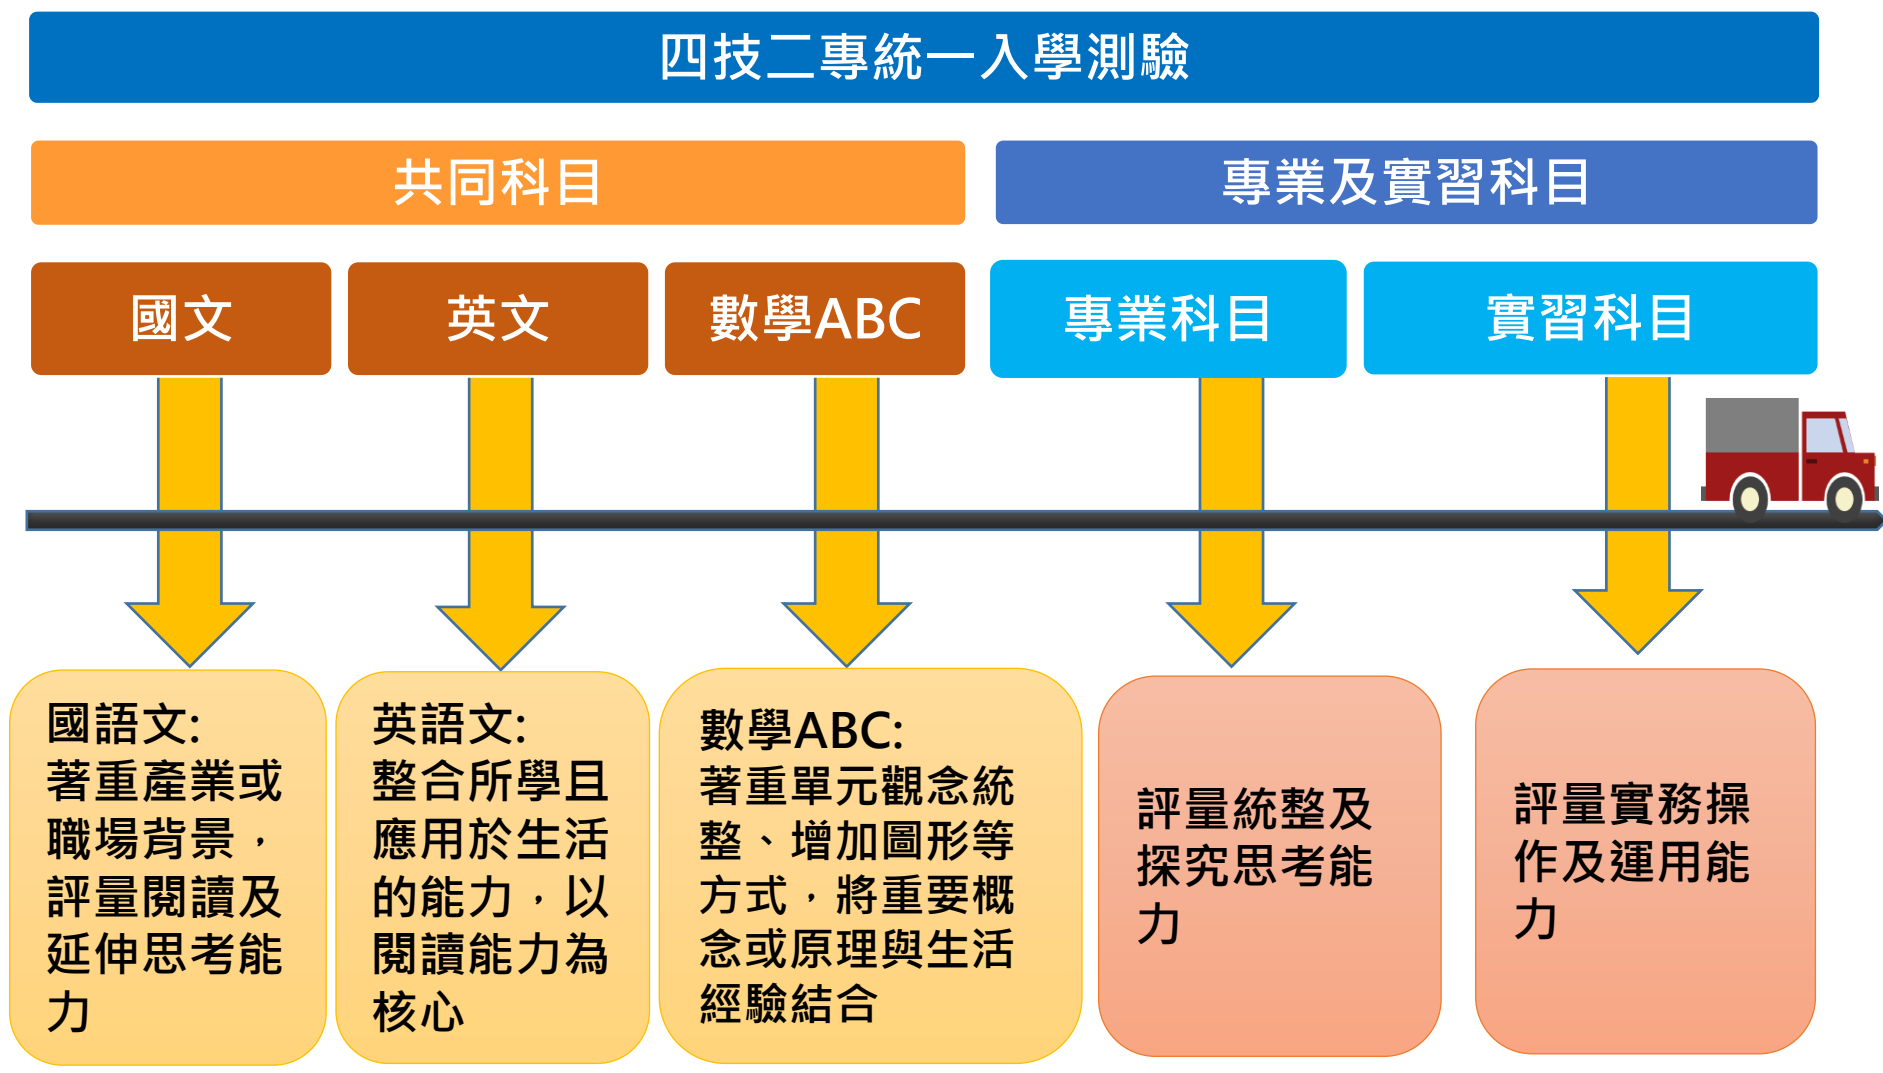 四技二專統一入學測驗
共同科目
專業及實習科目
國文
英文
數學ABC
專業科目
實習科目
國語文:
著重產業或
職場背景，
評量閱讀及
延伸思考能
力
英語文:
整合所學且
應用於生活
的能力，以
閱讀能力為
核心
數學ABC:
著重單元觀念統
整、增加圖形等
方式，將重要概
念或原理與生活
經驗結合
評量統整及
探究思考能
力
評量實務操
作及運用能
力